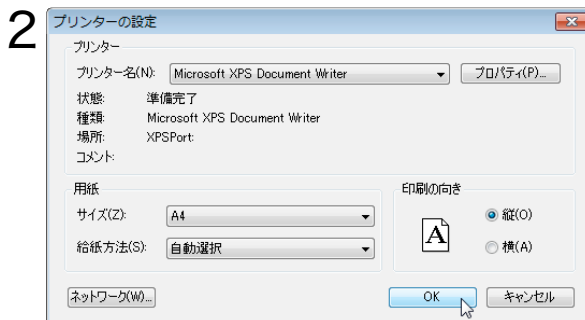 2
プリンターの設定
プリンター
プリンター名(N): Microsoft XPS Document Writer プロパティ(P)...
状態: 準備完了
種類: Microsoft XPS Document Writer
場所: XPSPort:
コメント:
用紙 印刷の向き
サイズ(Z): A4 縦(O)
給紙方法(S): 自動選択 A 横(A)
ネットワーク(W)... OK キャンセル